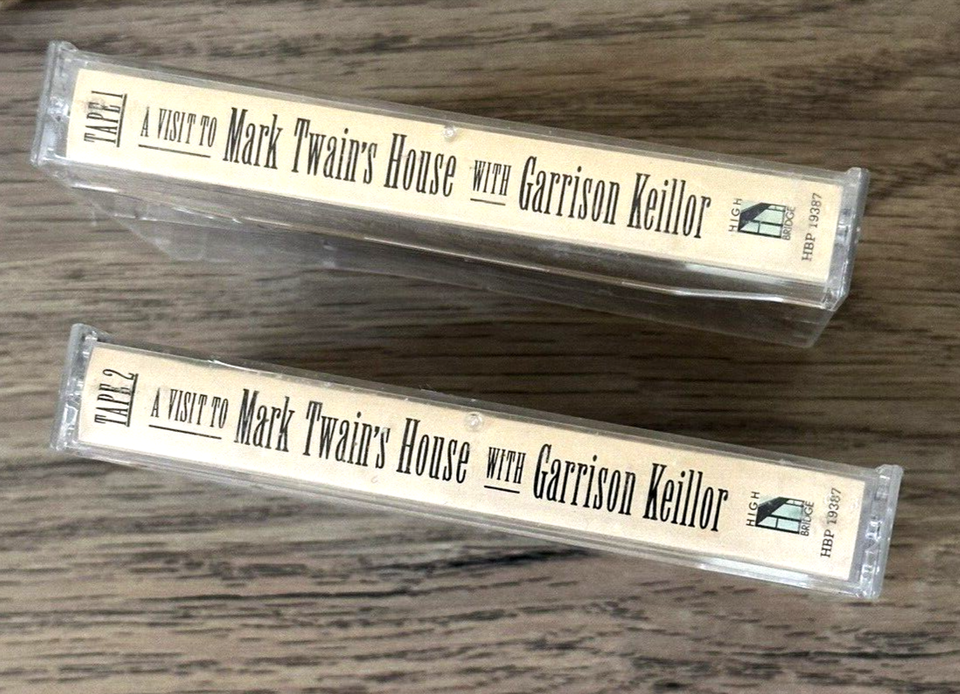 TAPE 1
A VISIT TO Mark Twain's House WITH Garrison Keillor
HIGH BRIDGE
HBP 19387
TAPE 2
A VISIT TO Mark Twain's House WITH Garrison Keillor
HIGH BRIDGE
HBP 19387